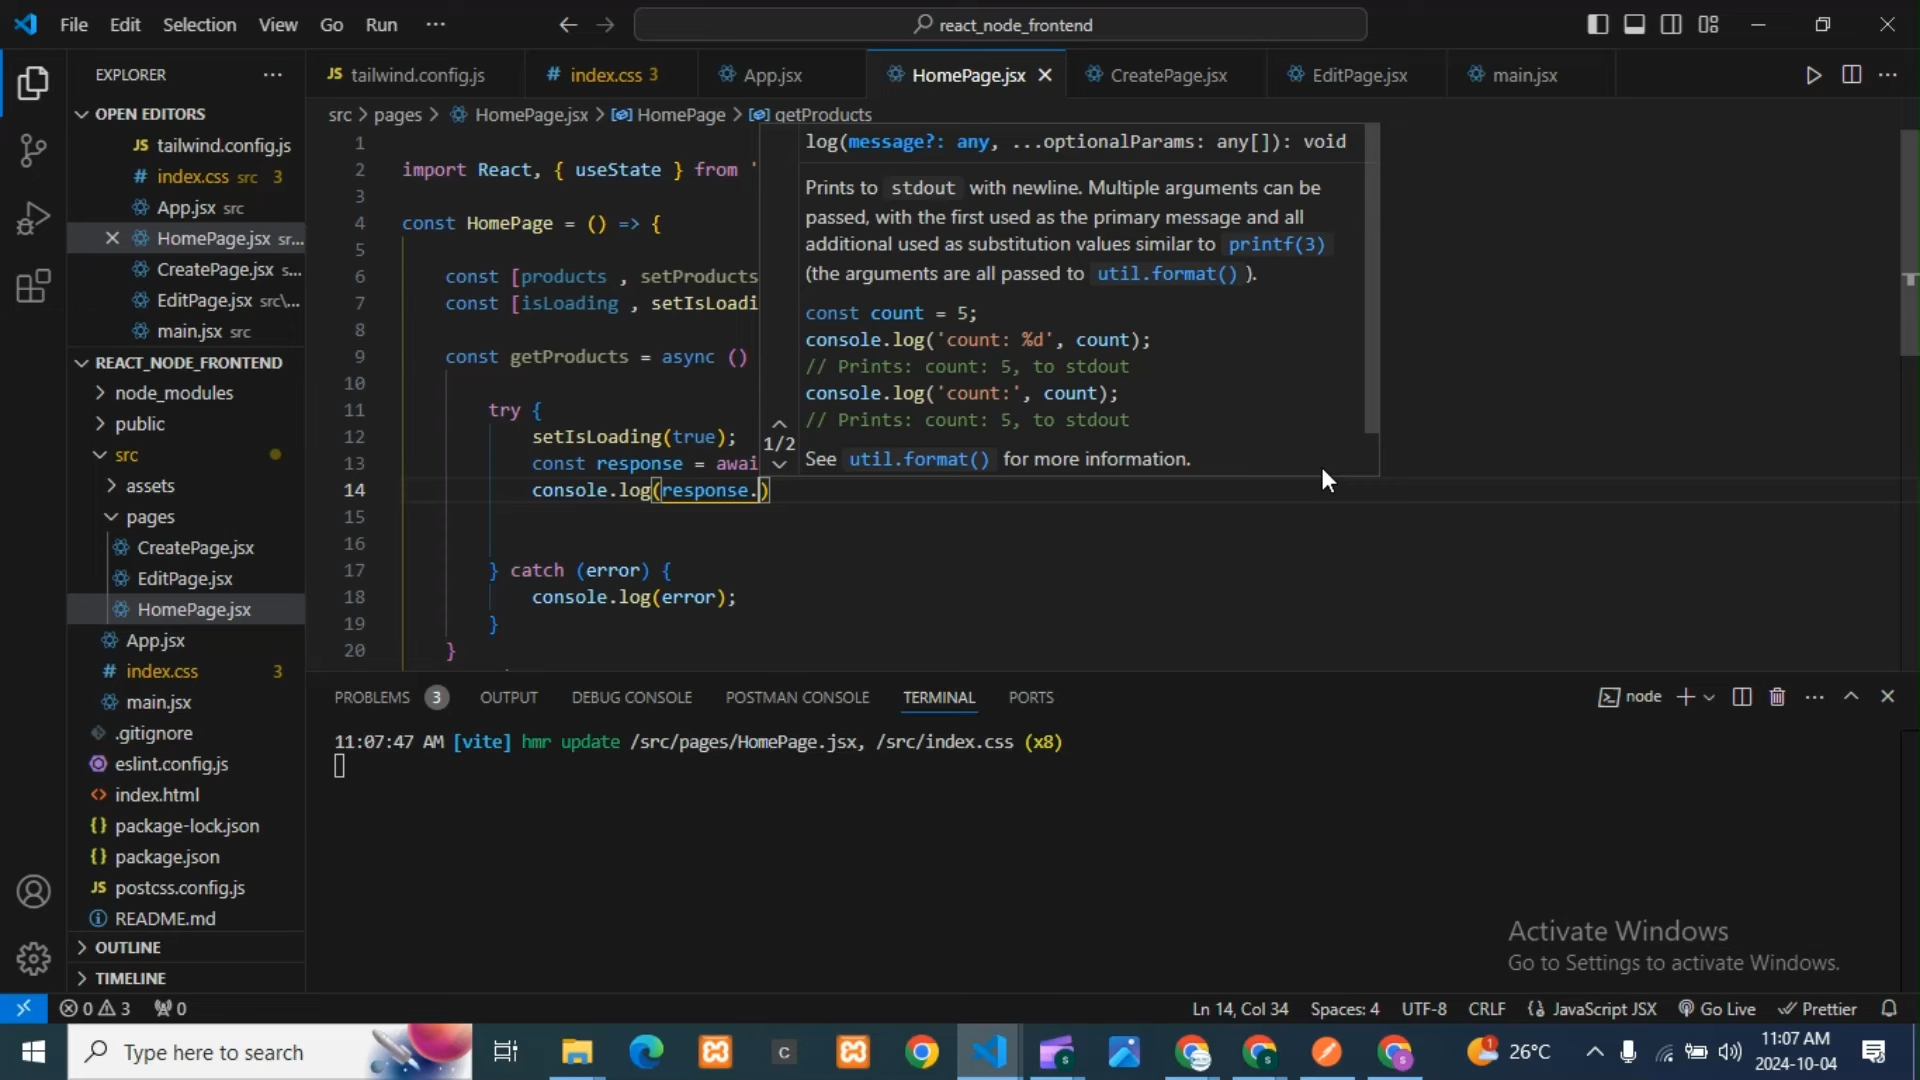 File Edit Selection View Go Run ···
react_node_frontend
EXPLORER ···
OPEN EDITORS
JS tailwind.config.js
# index.css src 3
App.jsx src
HomePage.jsx sr...
CreatePage.jsx s...
EditPage.jsx src\...
main.jsx src
REACT_NODE_FRONTEND
node_modules
public
src
assets
pages
CreatePage.jsx
EditPage.jsx
HomePage.jsx
App.jsx
# index.css 3
main.jsx
.gitignore
eslint.config.js
index.html
{} package-lock.json
{} package.json
JS postcss.config.js
README.md
OUTLINE
TIMELINE
JS tailwind.config.js # index.css 3 App.jsx HomePage.jsx CreatePage.jsx EditPage.jsx main.jsx
src > pages > HomePage.jsx > HomePage > getProducts
1
2 import React, { useState } from '
3
4 const HomePage = () => {
5
6 const [products , setProducts
7 const [isLoading , setIsLoadi
8
9 const getProducts = async ()
10
11 try {
12 setIsLoading(true);
13 const response = awai
14 console.log(response.)
15
16
17 } catch (error) {
18 console.log(error);
19 }
20 }
1/2
log(message?: any, ...optionalParams: any[]): void
Prints to stdout with newline. Multiple arguments can be
passed, with the first used as the primary message and all
additional used as substitution values similar to printf(3)
(the arguments are all passed to util.format() ).
const count = 5;
console.log('count: %d', count);
// Prints: count: 5, to stdout
console.log('count:', count);
// Prints: count: 5, to stdout
See util.format() for more information.
PROBLEMS 3 OUTPUT DEBUG CONSOLE POSTMAN CONSOLE TERMINAL PORTS
node
11:07:47 AM [vite] hmr update /src/pages/HomePage.jsx, /src/index.css (x8)
Activate Windows
Go to Settings to activate Windows.
0 3 0
Ln 14, Col 34 Spaces: 4 UTF-8 CRLF {} JavaScript JSX Go Live Prettier
Type here to search
1 26°C
11:07 AM
2024-10-04